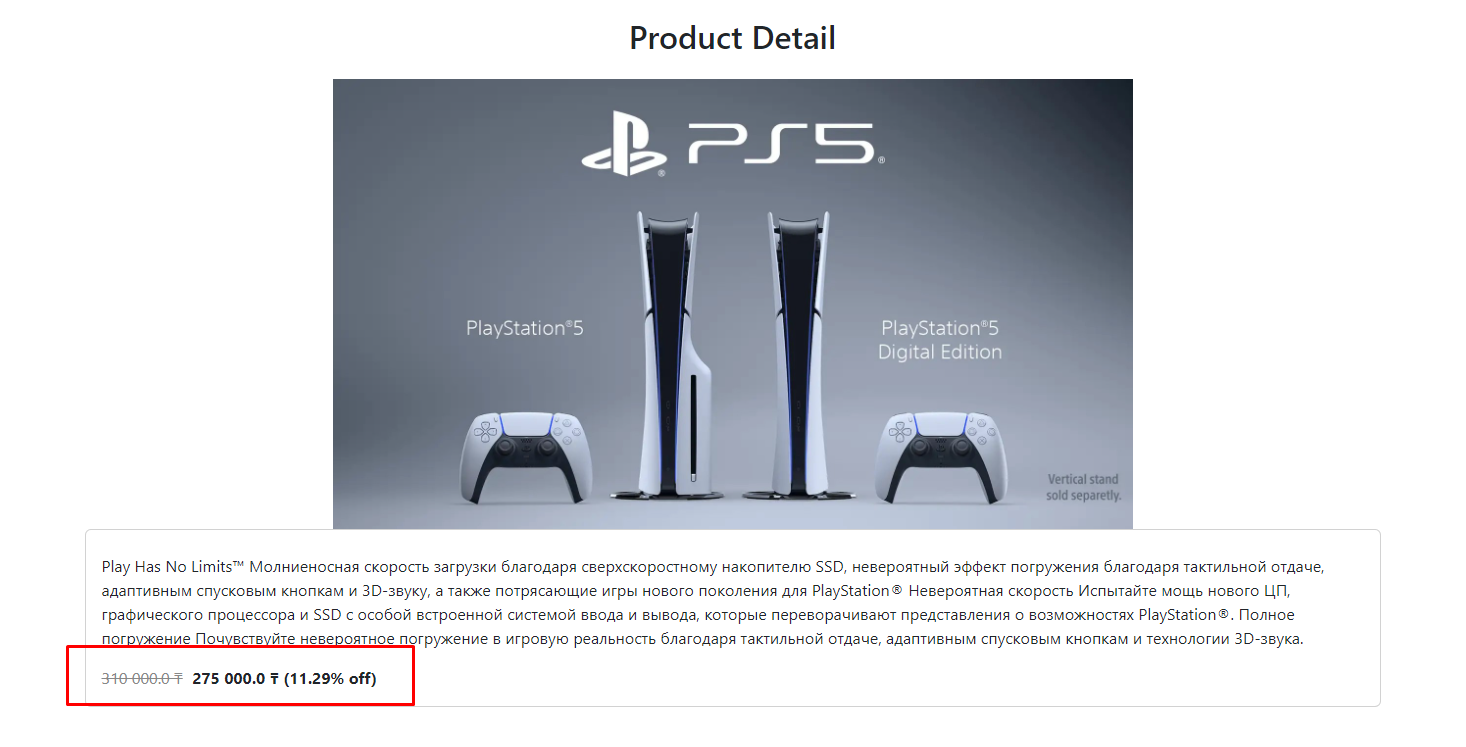 Product Detail
PS5®
PlayStation®5
PlayStation®5
Digital Edition
Vertical stand
sold separetly.
Play Has No Limits™ Молниеносная скорость загрузки благодаря сверхскоростному накопителю SSD, невероятный эффект погружения благодаря тактильной отдаче,
адаптивным спусковым кнопкам и 3D-звуку, а также потрясающие игры нового поколения для PlayStation® Невероятная скорость Испытайте мощь нового ЦП,
графического процессора и SSD с особой встроенной системой ввода и вывода, которые переворачивают представления о возможностях PlayStation®. Полное
погружение Почувствуйте невероятное погружение в игровую реальность благодаря тактильной отдаче, адаптивным спусковым кнопкам и технологии 3D-звука.
310 000.0 ₸ 275 000.0 ₸ (11.29% off)